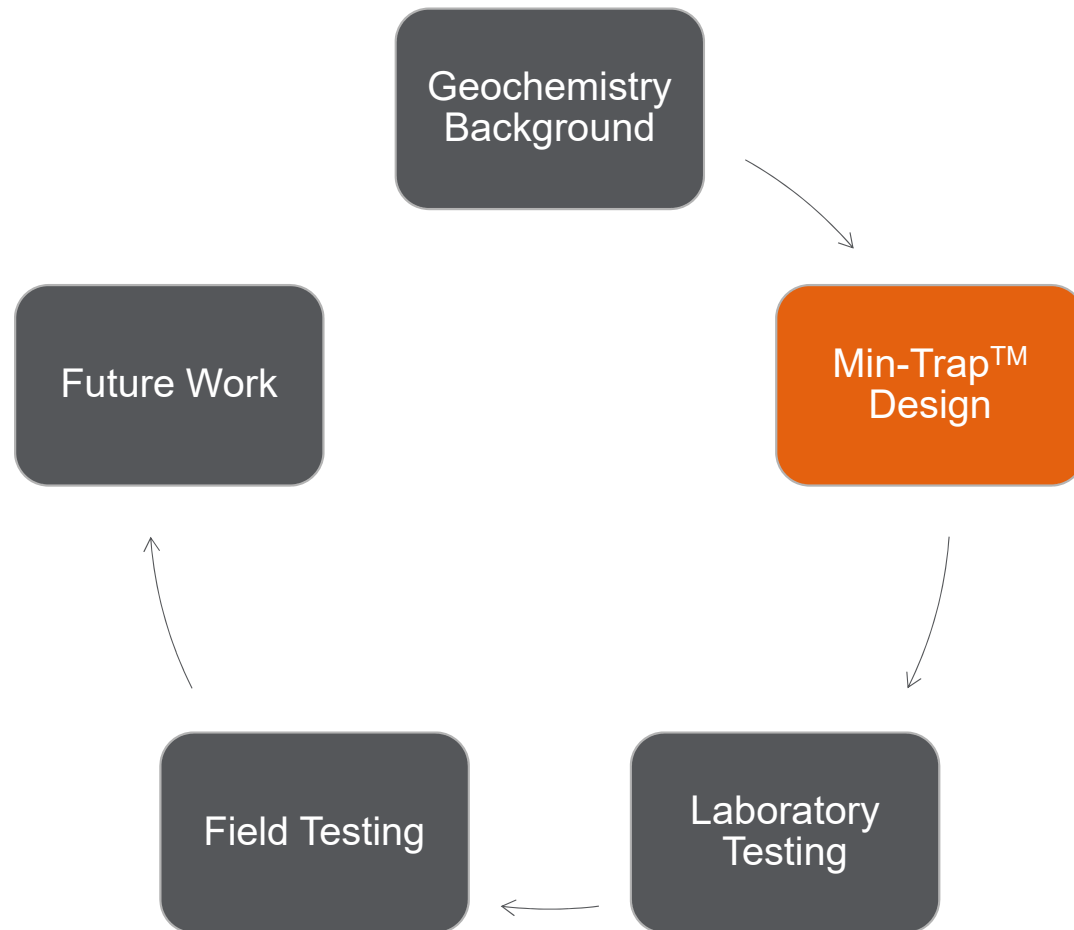 Geochemistry
Background
Min-Trap™
Design
Laboratory
Testing
Field Testing
Future Work